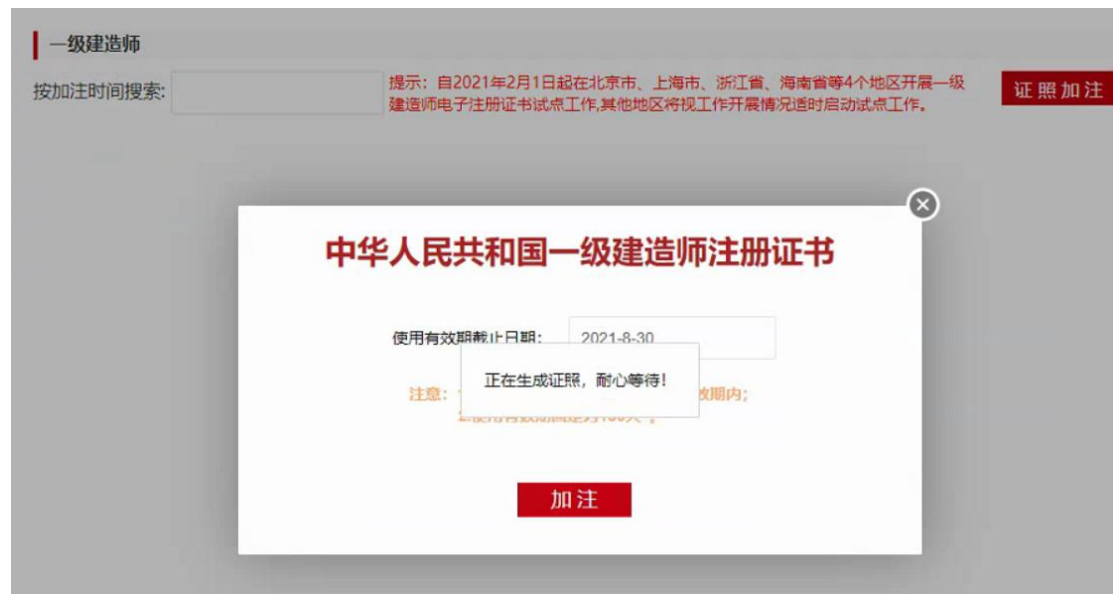 一级建造师
按加注时间搜索:
提示：自2021年2月1日起在北京市、上海市、浙江省、海南省等4个地区开展一级
建造师电子注册证书试点工作,其他地区将视工作开展情况适时启动试点工作。
证照加注
中华人民共和国一级建造师注册证书
使用有效期截止日期：
2021-8-30
正在生成证照，耐心等待！
注意：
效期内；
加注